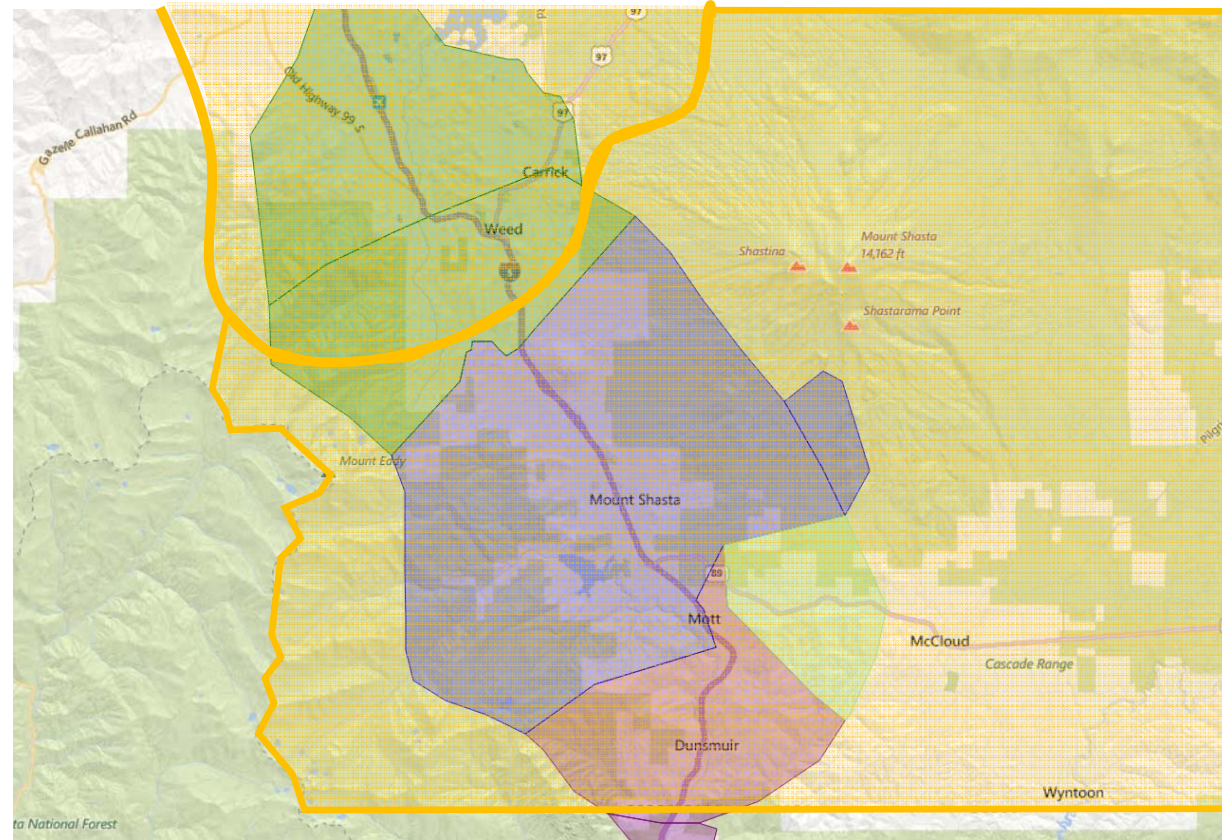 97
97
Old Highway 99 S
97
Gazelle Callahan Rd
Carrick
Weed
Mount Shasta
14,162 ft
Shastina
Shastarama Point
Mount Eddy
Mount Shasta
89
Mott
McCloud
Cascade Range
Dunsmuir
Wyntoon
ta National Forest